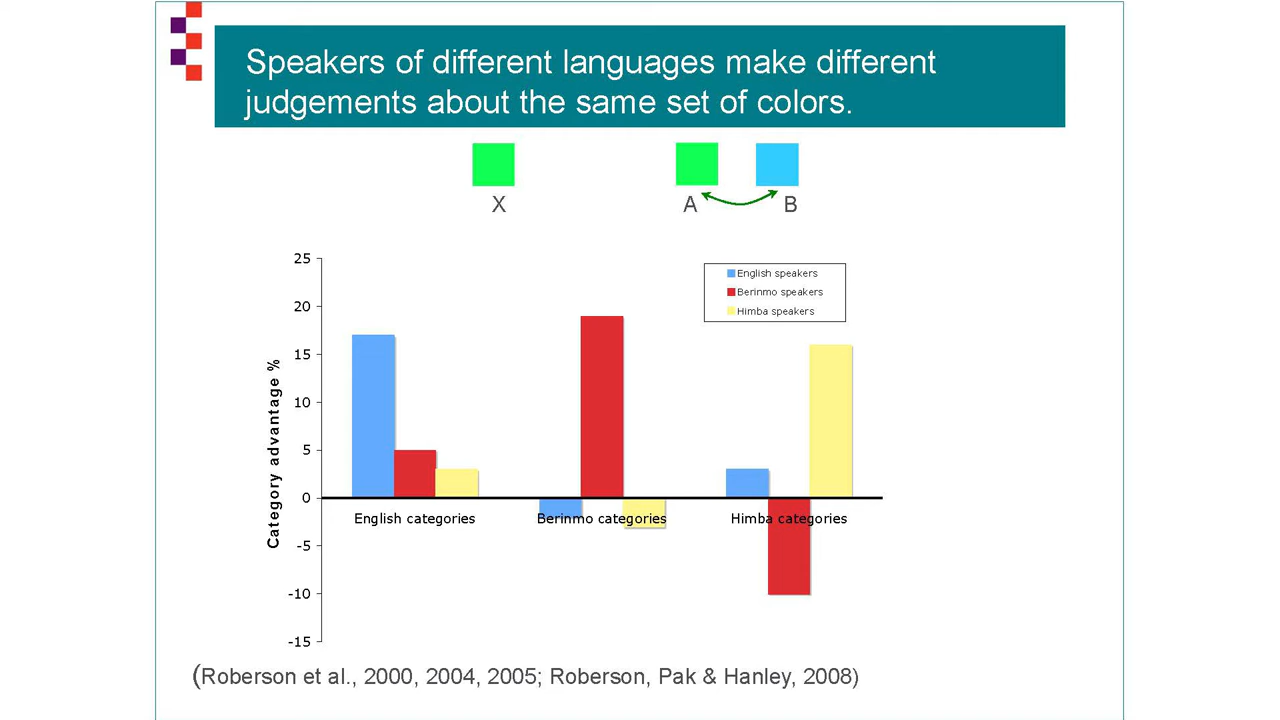 Speakers of different languages make different
judgements about the same set of colors.
X A B
25
English speakers
20
Berinmo speakers
Himba speakers
15
10
5
0
-5
-10
-15
Category advantage %
English categories Berinmo categories Himba categories
(Roberson et al., 2000, 2004, 2005; Roberson, Pak & Hanley, 2008)